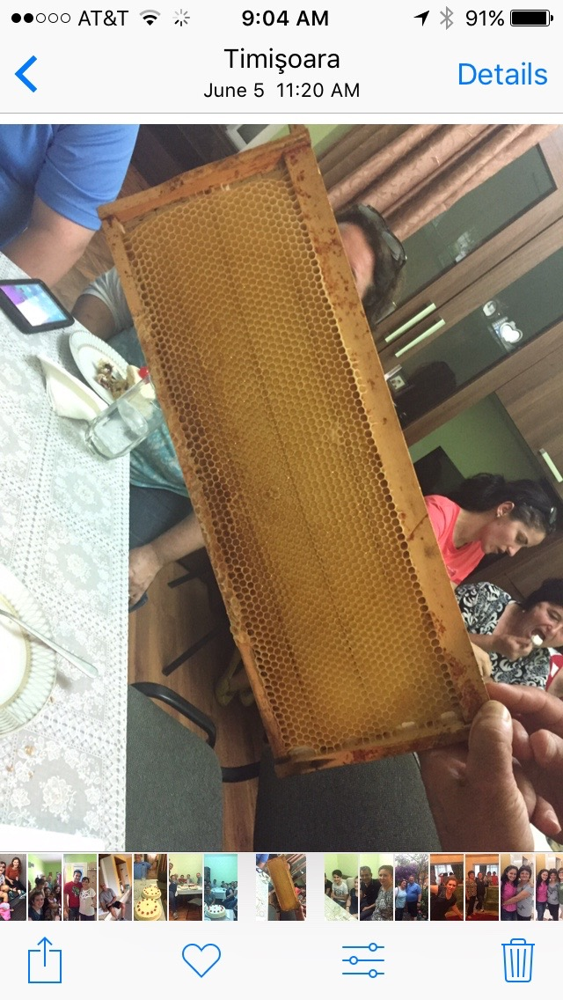 AT&T 9:04 AM 91%
Timişoara
June 5 11:20 AM
Details